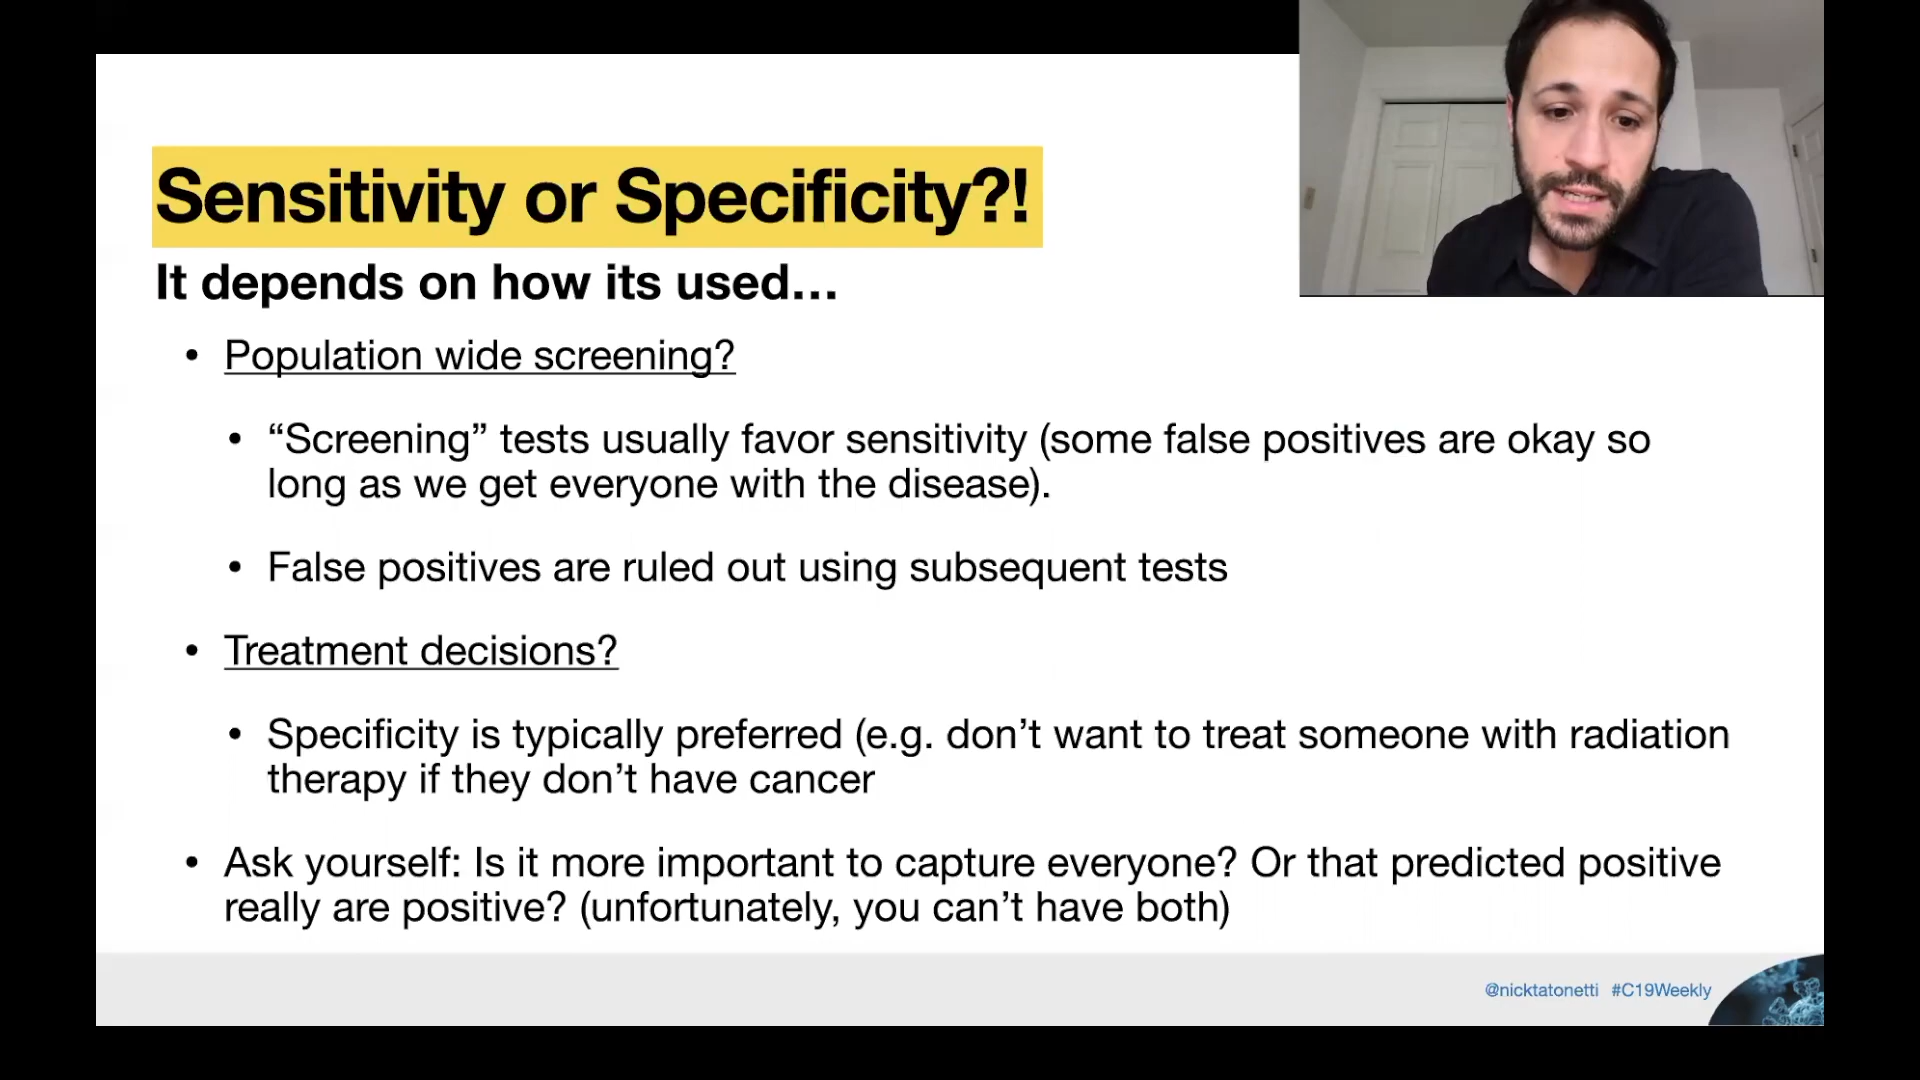 Sensitivity or Specificity?!
It depends on how its used…
• Population wide screening?
• “Screening” tests usually favor sensitivity (some false positives are okay so
long as we get everyone with the disease).
• False positives are ruled out using subsequent tests
• Treatment decisions?
• Specificity is typically preferred (e.g. don’t want to treat someone with radiation
therapy if they don’t have cancer
• Ask yourself: Is it more important to capture everyone? Or that predicted positive
really are positive? (unfortunately, you can’t have both)
@nicktatonetti #C19Weekly